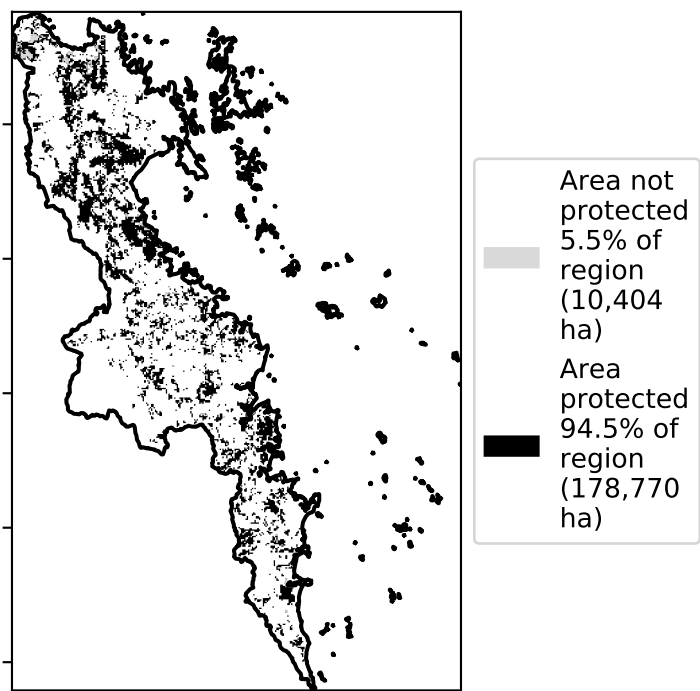 Area not
protected
5.5% of
region
(10,404
ha)
Area
protected
94.5% of
region
(178,770
ha)